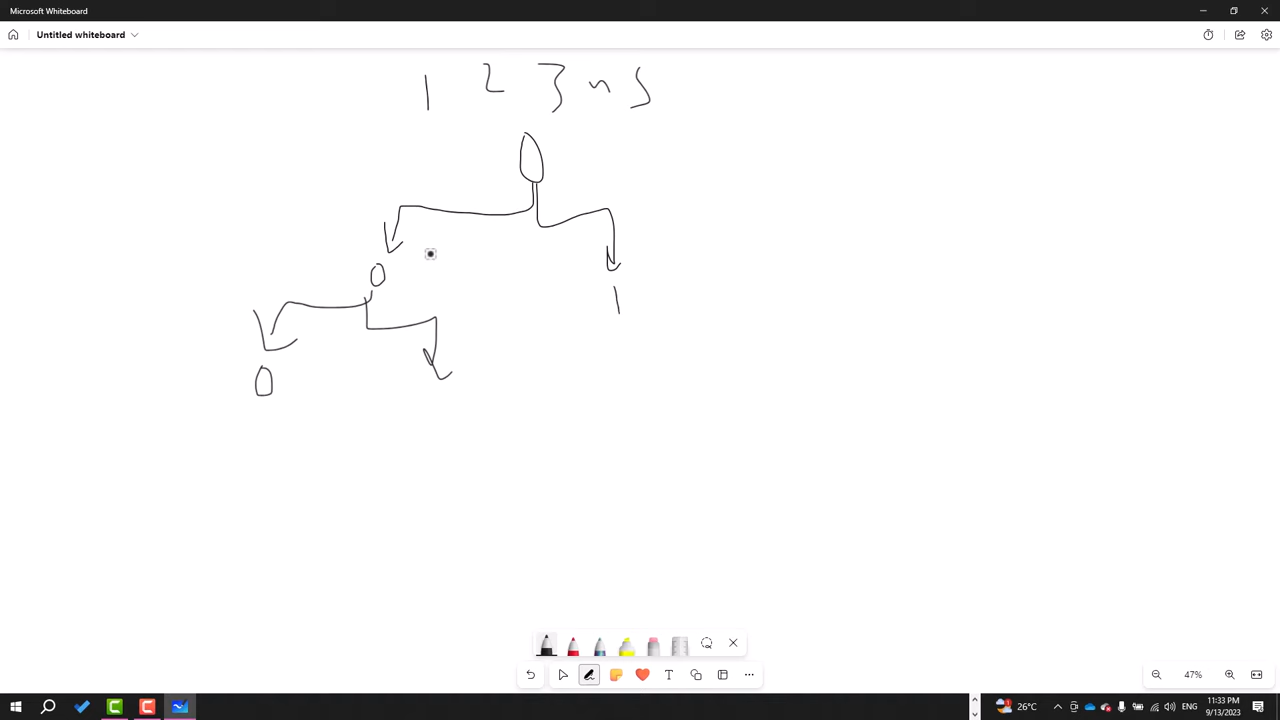 Microsoft Whiteboard
Untitled whiteboard
1 2 3 n 5
0
0 1
0
47%
26°C ENG 11:33 PM
9/13/2023